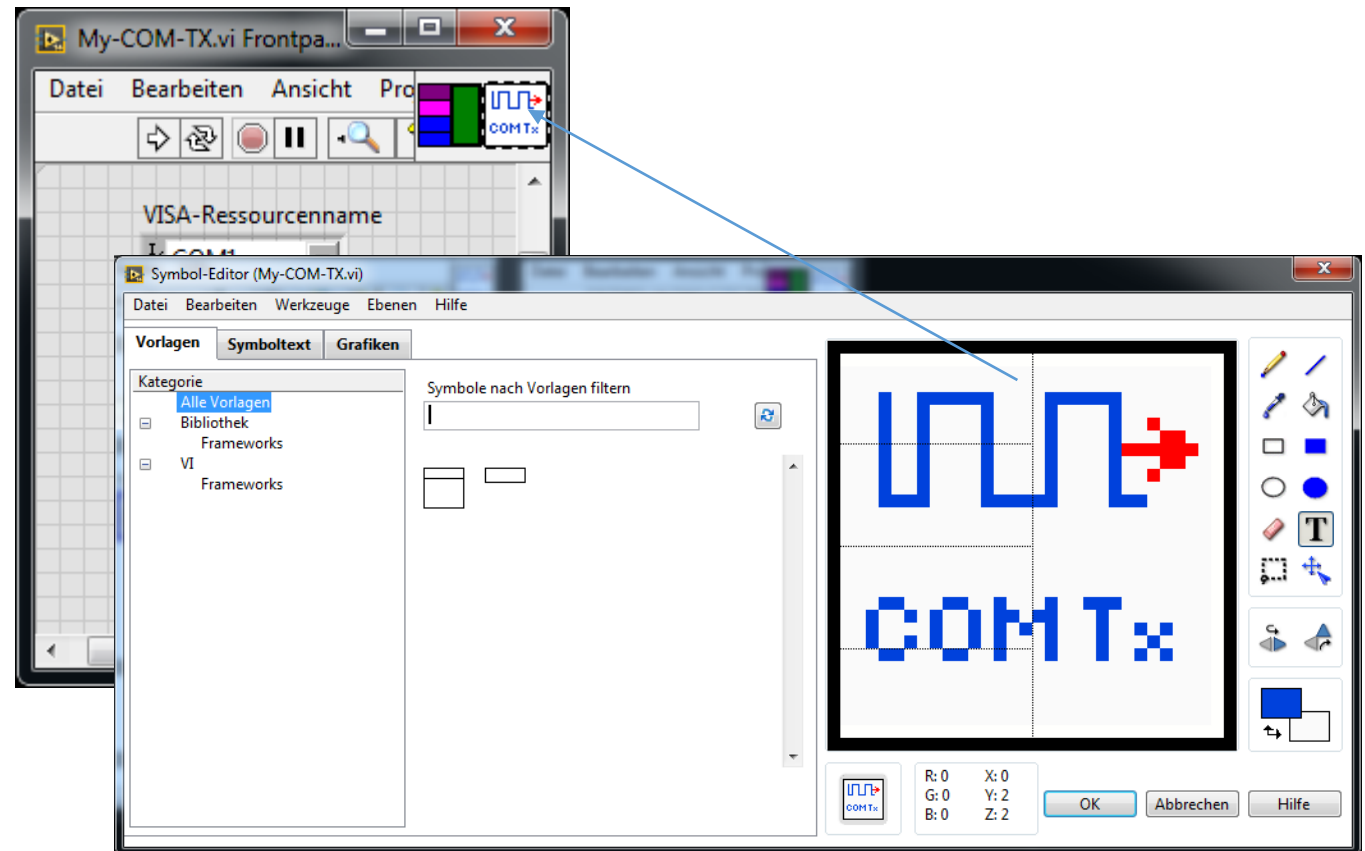 My-COM-TX.vi Frontpa...
Datei Bearbeiten Ansicht Pro
COM Tx
VISA-Ressourcenname
COM1
Symbol-Editor (My-COM-TX.vi)
Datei Bearbeiten Werkzeuge Ebenen Hilfe
Vorlagen Symboltext Grafiken
Kategorie
Alle Vorlagen
Bibliothek
Frameworks
VI
Frameworks
Symbole nach Vorlagen filtern
COM Tx
T
COM Tx
R: 0 X: 0
G: 0 Y: 2
B: 0 Z: 2
OK Abbrechen Hilfe